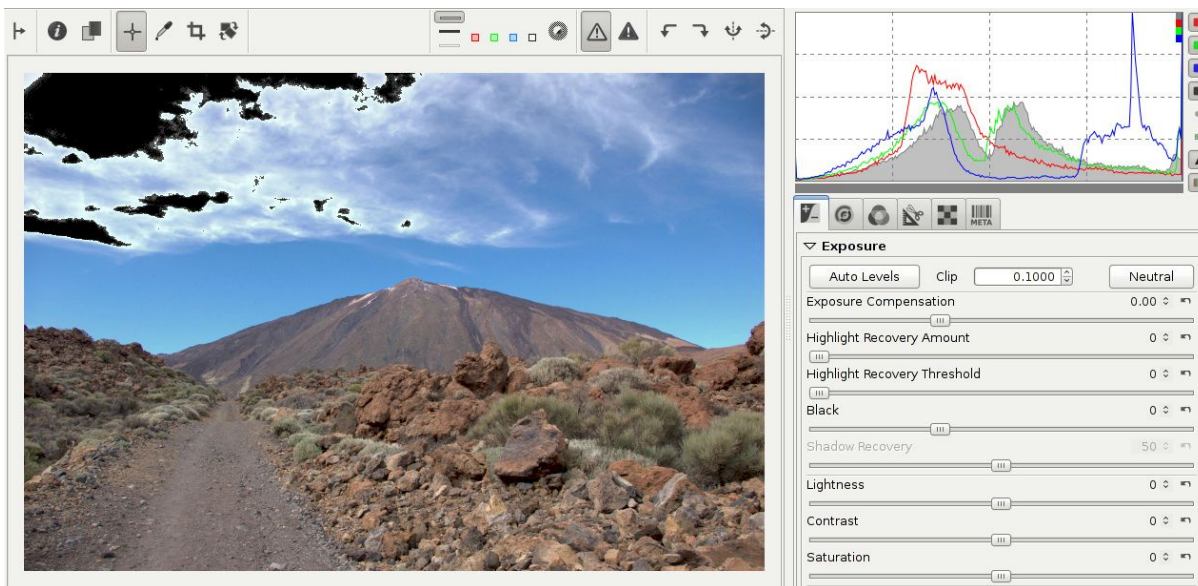 META
Exposure
Auto Levels Clip 0.1000 Neutral
Exposure Compensation 0.00
Highlight Recovery Amount 0
Highlight Recovery Threshold 0
Black 0
Shadow Recovery 50
Lightness 0
Contrast 0
Saturation 0